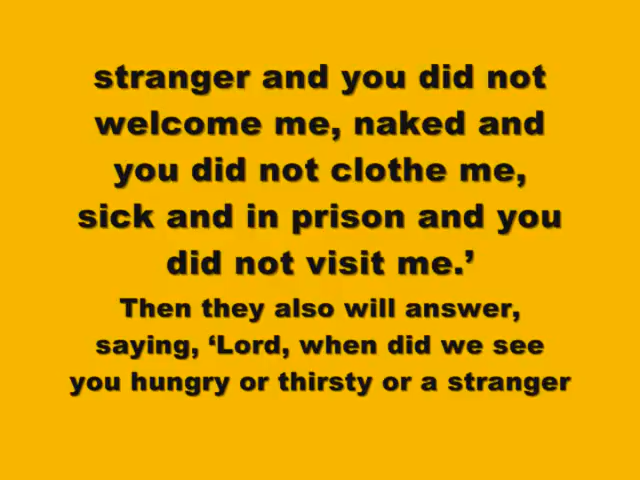 stranger and you did not
welcome me, naked and
you did not clothe me,
sick and in prison and you
did not visit me.’
Then they also will answer,
saying, ‘Lord, when did we see
you hungry or thirsty or a stranger